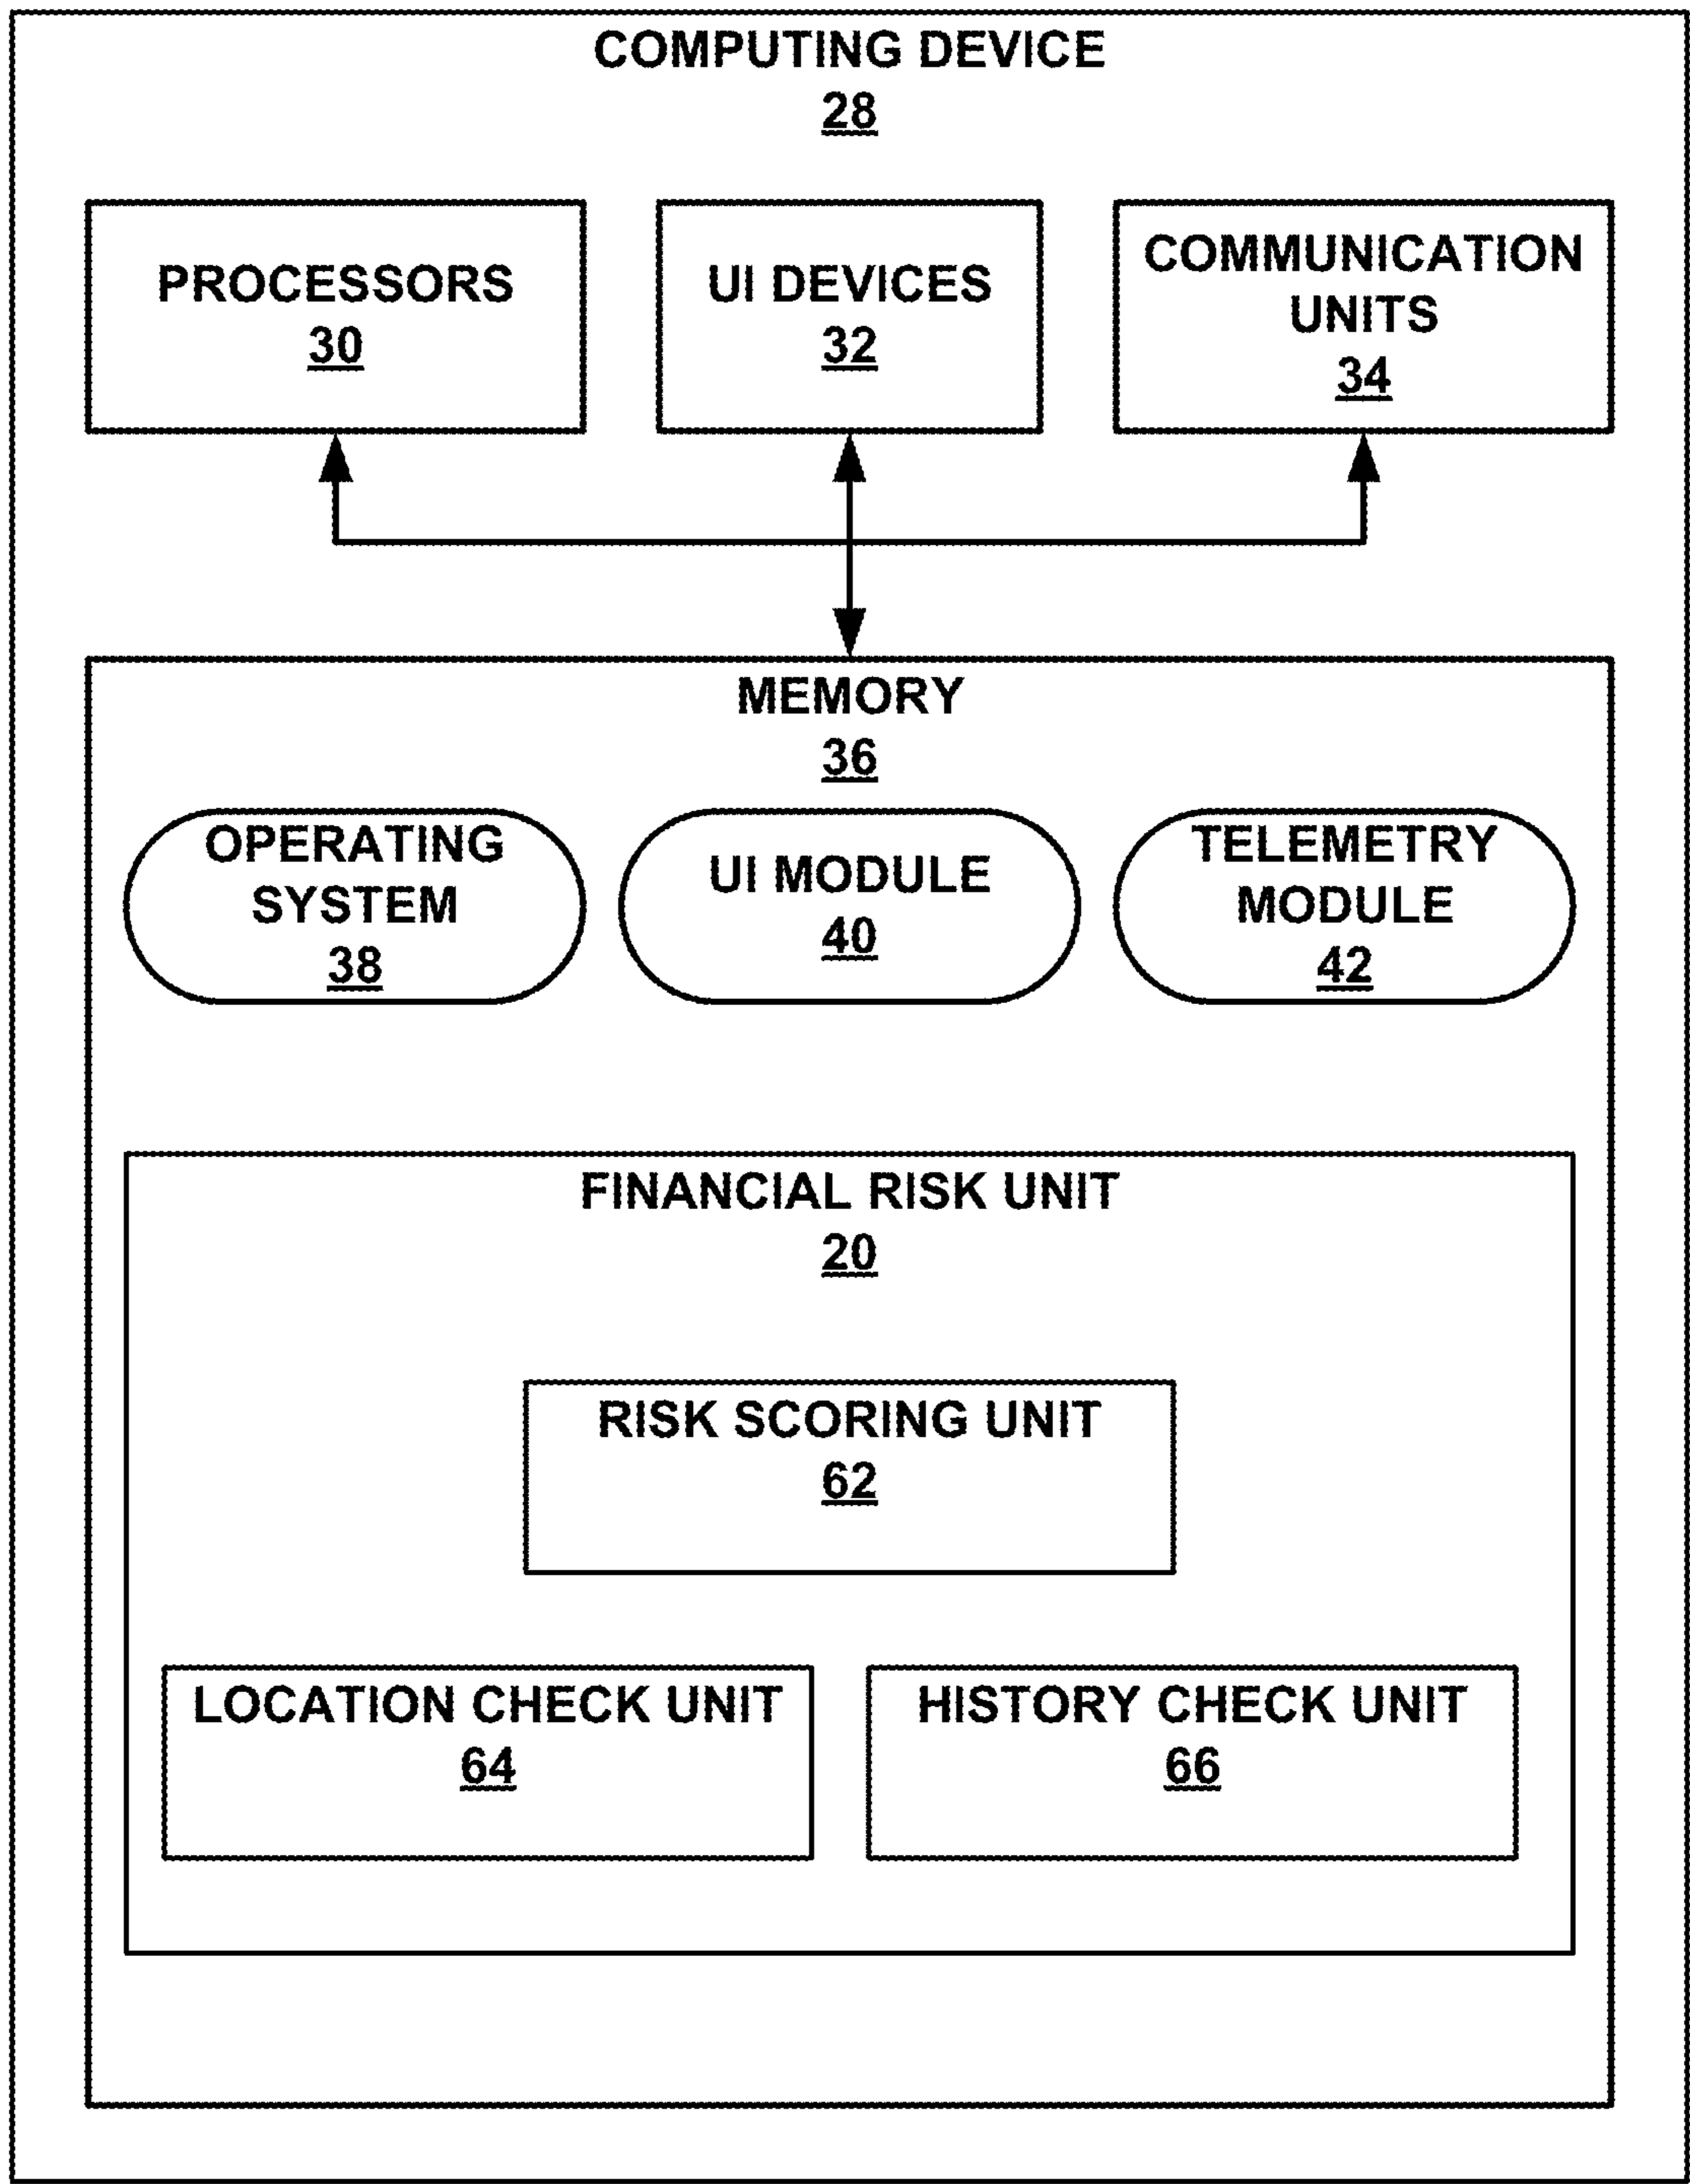 COMPUTING DEVICE
28
PROCESSORS
30
UI DEVICES
32
COMMUNICATION
UNITS
34
MEMORY
36
OPERATING
SYSTEM
38
UI MODULE
40
TELEMETRY
MODULE
42
FINANCIAL RISK UNIT
20
RISK SCORING UNIT
62
LOCATION CHECK UNIT
64
HISTORY CHECK UNIT
66